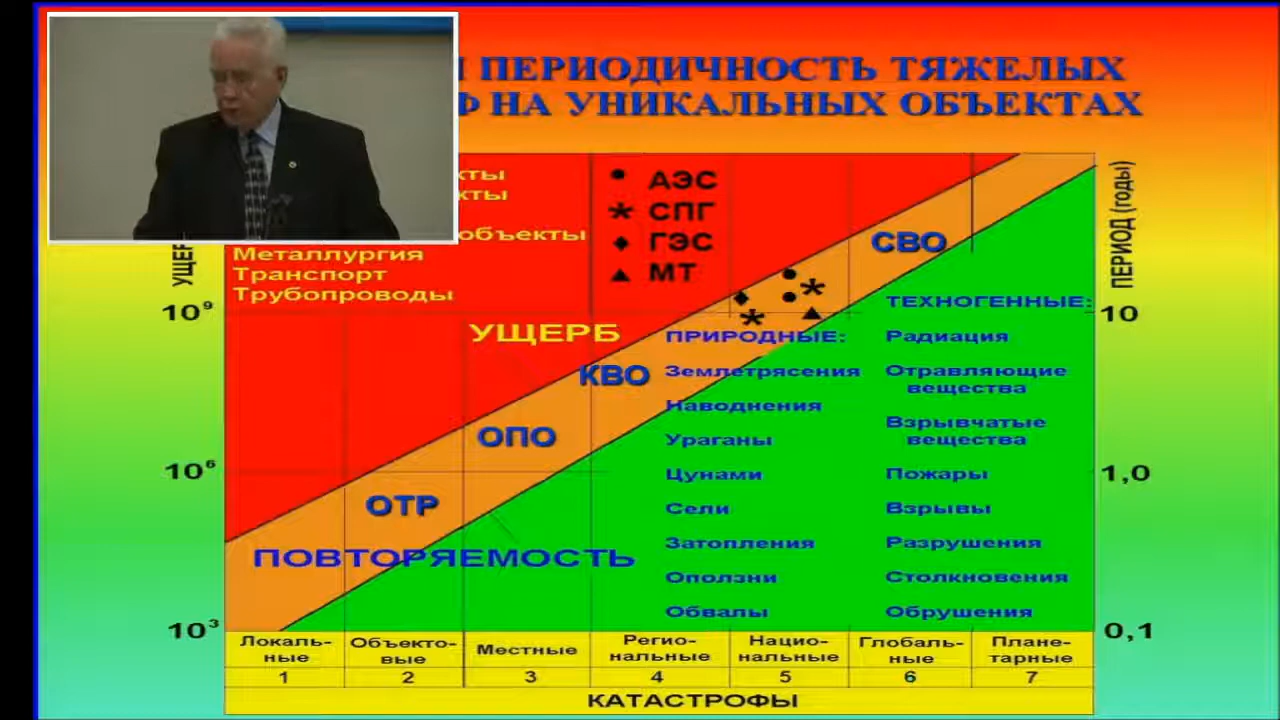 И ПЕРИОДИЧНОСТЬ ТЯЖЕЛЫХ
Ф НА УНИКАЛЬНЫХ ОБЪЕКТАХ
кты
кты
объекты
Металлургия
Транспорт
Трубопроводы
АЭС
СПГ
ГЭС
МТ
УЩЕР
ПЕРИОД (годы)
10⁹
10⁶
10³
10
1,0
0,1
УЩЕРБ
СВО
КВО
ОПО
ОТР
ПОВТОРЯЕМОСТЬ
ПРИРОДНЫЕ:
Землетрясения
Наводнения
Ураганы
Цунами
Сели
Затопления
Оползни
Обвалы
ТЕХНОГЕННЫЕ:
Радиация
Отравляющие
вещества
Взрывчатые
вещества
Пожары
Взрывы
Разрушения
Столкновения
Обрушения
Локаль-
ные
Объекто-
вые
Местные
Регио-
нальные
Нацио-
нальные
Глобаль-
ные
Плане-
тарные
1 2 3 4 5 6 7
КАТАСТРОФЫ